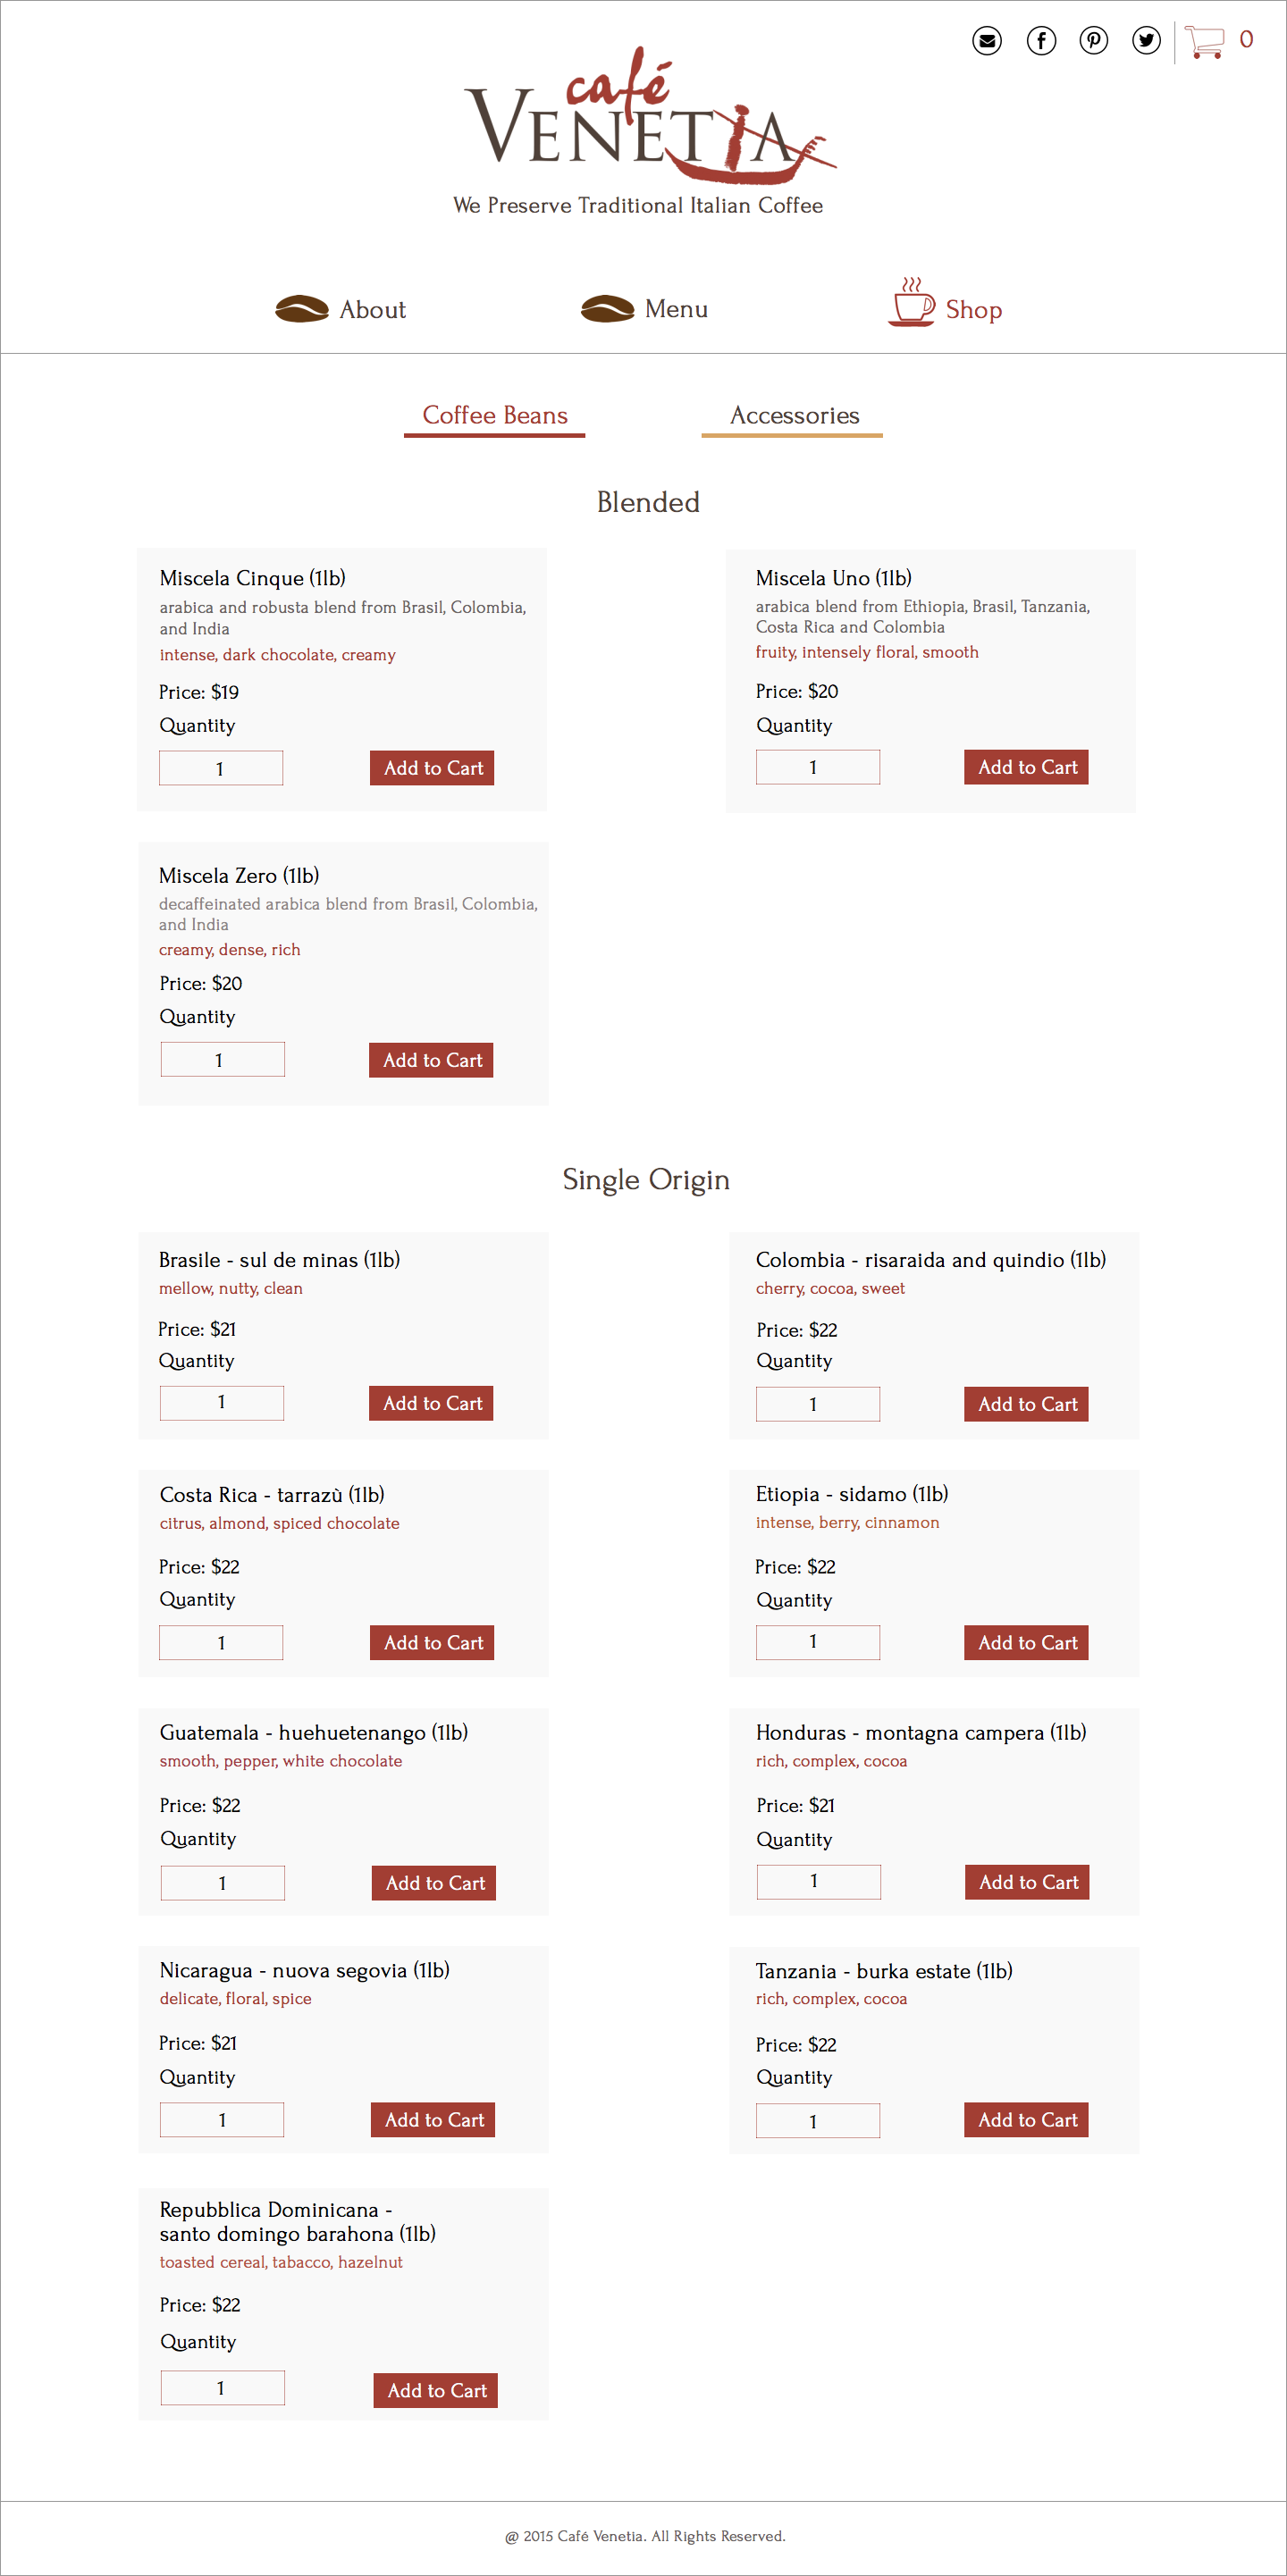 0
café
VENETIA
We Preserve Traditional Italian Coffee
About
Menu
Shop
Coffee Beans
Accessories
Blended
Miscela Cinque (1lb)
arabica and robusta blend from Brasil, Colombia,
and India
intense, dark chocolate, creamy
Price: $19
Quantity
1
Add to Cart
Miscela Uno (1lb)
arabica blend from Ethiopia, Brasil, Tanzania,
Costa Rica and Colombia
fruity, intensely floral, smooth
Price: $20
Quantity
1
Add to Cart
Miscela Zero (1lb)
decaffeinated arabica blend from Brasil, Colombia,
and India
creamy, dense, rich
Price: $20
Quantity
1
Add to Cart
Single Origin
Brasile - sul de minas (1lb)
mellow, nutty, clean
Price: $21
Quantity
1
Add to Cart
Colombia - risaraida and quindio (1lb)
cherry, cocoa, sweet
Price: $22
Quantity
1
Add to Cart
Costa Rica - tarrazù (1lb)
citrus, almond, spiced chocolate
Price: $22
Quantity
1
Add to Cart
Etiopia - sidamo (1lb)
intense, berry, cinnamon
Price: $22
Quantity
1
Add to Cart
Guatemala - huehuetenango (1lb)
smooth, pepper, white chocolate
Price: $22
Quantity
1
Add to Cart
Honduras - montagna campera (1lb)
rich, complex, cocoa
Price: $21
Quantity
1
Add to Cart
Nicaragua - nuova segovia (1lb)
delicate, floral, spice
Price: $21
Quantity
1
Add to Cart
Tanzania - burka estate (1lb)
rich, complex, cocoa
Price: $22
Quantity
1
Add to Cart
Repubblica Dominicana -
santo domingo barahona (1lb)
toasted cereal, tabacco, hazelnut
Price: $22
Quantity
1
Add to Cart
@ 2015 Café Venetia. All Rights Reserved.